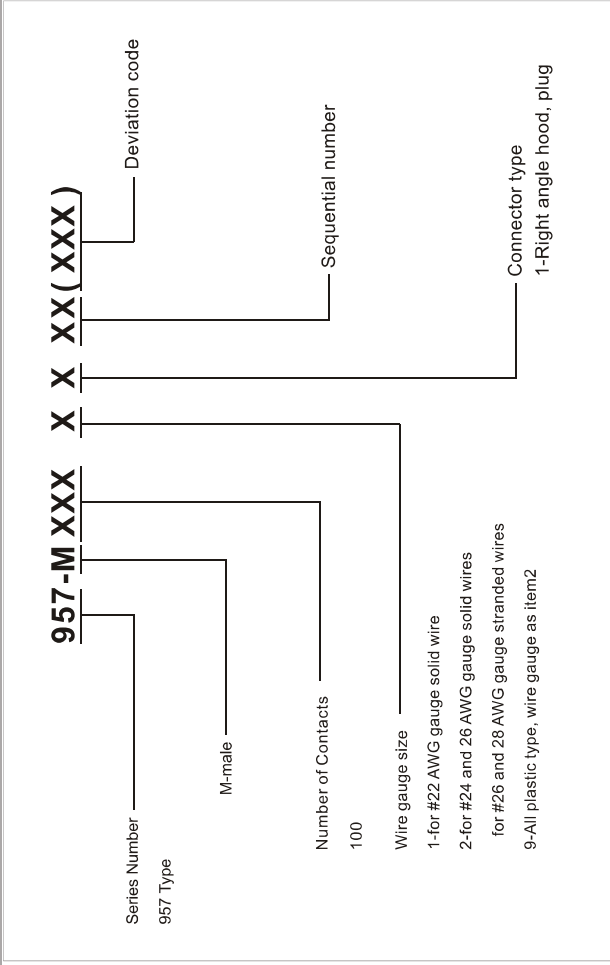 957-M XXX X X XX(XXX)
Deviation code
Sequential number
Connector type
1-Right angle hood, plug
Series Number
957 Type
M-male
Number of Contacts
100
Wire gauge size
1-for #22 AWG gauge solid wire
2-for #24 and 26 AWG gauge solid wires
for #26 and 28 AWG gauge stranded wires
9-All plastic type, wire gauge as item2